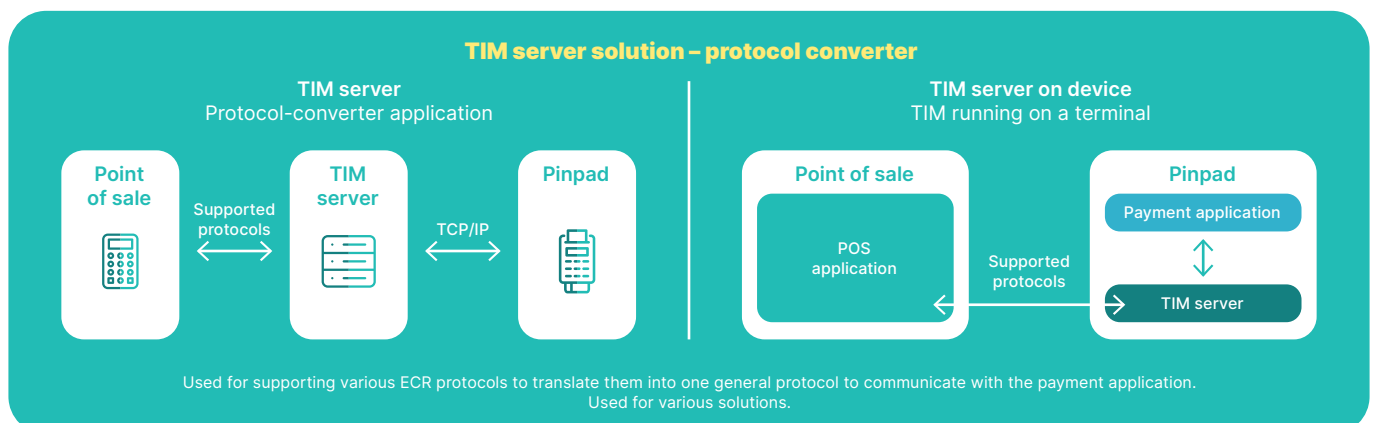 TIM server solution – protocol converter
TIM server
Protocol-converter application
Point
of sale
Supported
protocols
TIM
server
TCP/IP
Pinpad
TIM server on device
TIM running on a terminal
Point of sale
POS
application
Supported
protocols
Pinpad
Payment application
TIM server
Used for supporting various ECR protocols to translate them into one general protocol to communicate with the payment application.
Used for various solutions.